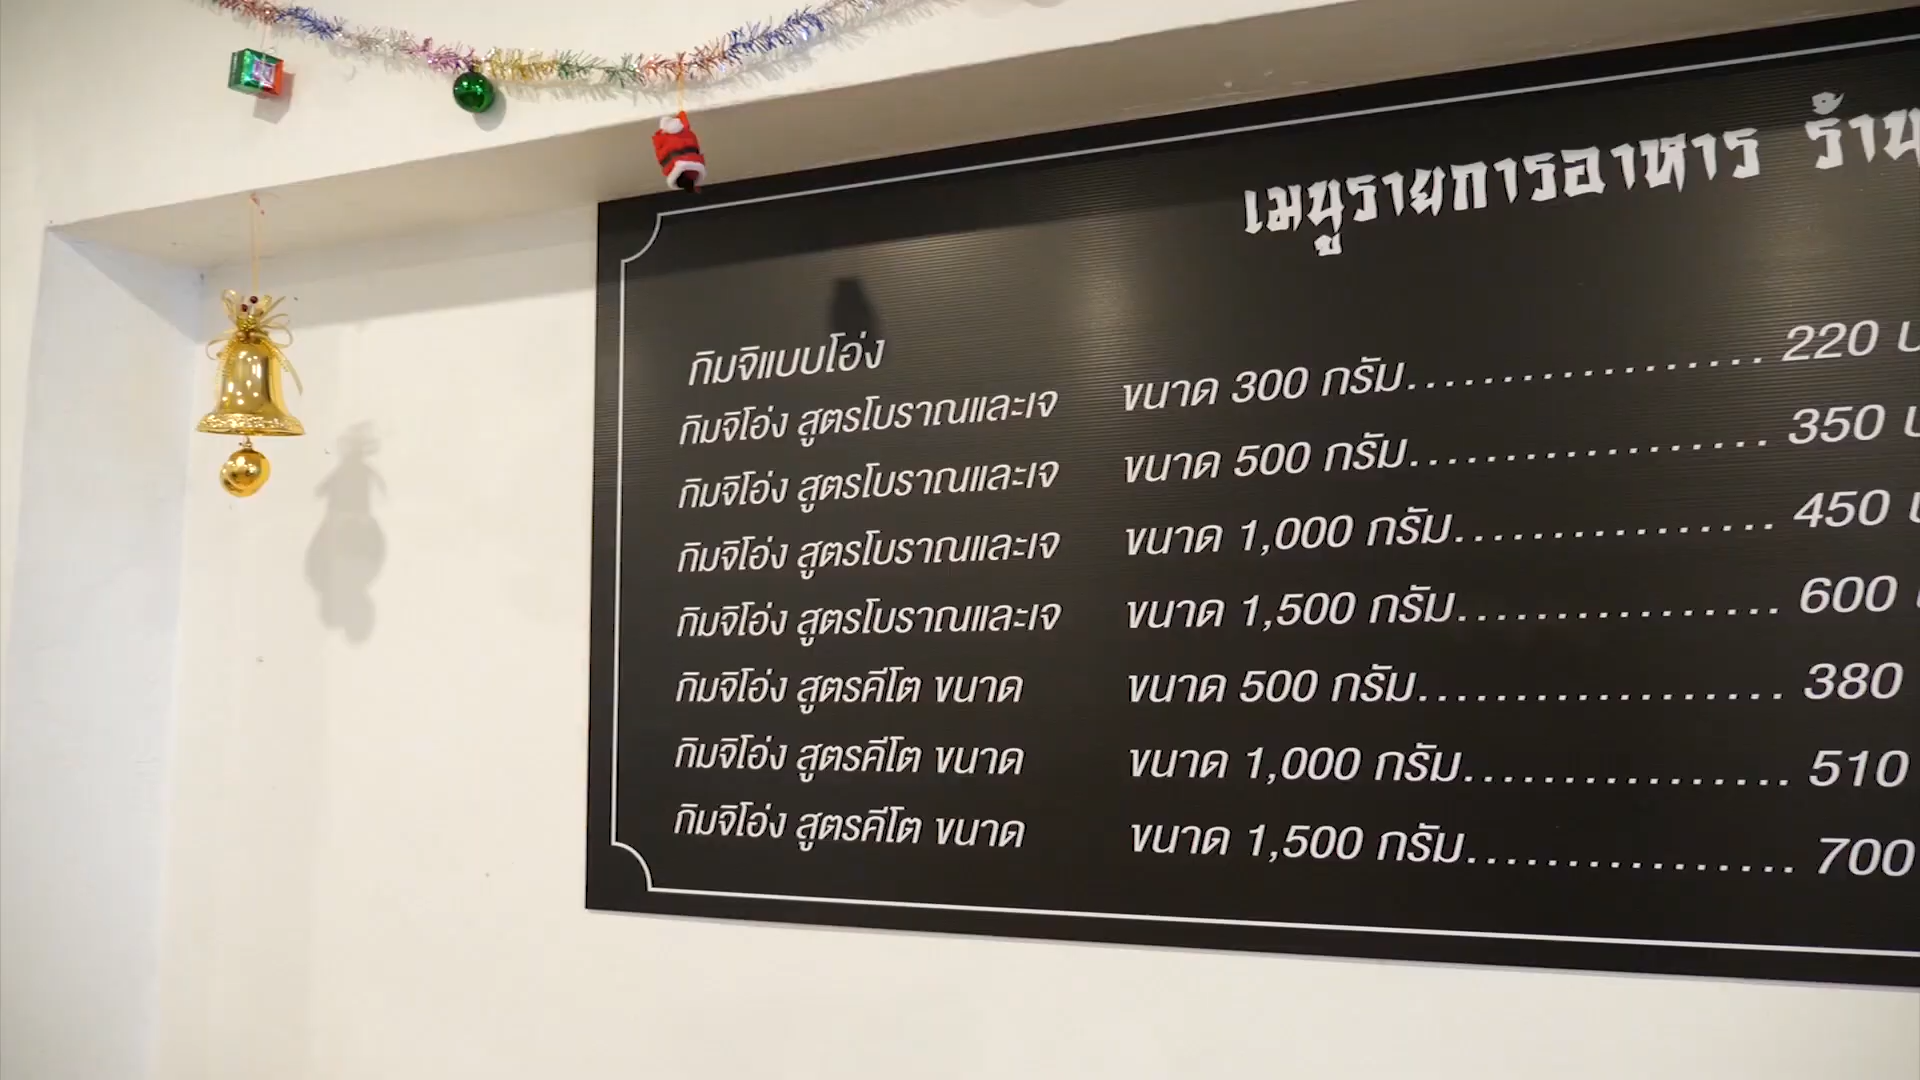 เมนูรายการอาหาร ร้าน
กิมจิแบบโอ่ง
กิมจิโอ่ง สูตรโบราณและเจ ขนาด 300 กรัม.................... 220
กิมจิโอ่ง สูตรโบราณและเจ ขนาด 500 กรัม.................... 350
กิมจิโอ่ง สูตรโบราณและเจ ขนาด 1,000 กรัม.................. 450
กิมจิโอ่ง สูตรโบราณและเจ ขนาด 1,500 กรัม.................. 600
กิมจิโอ่ง สูตรคีโต ขนาด ขนาด 500 กรัม.................... 380
กิมจิโอ่ง สูตรคีโต ขนาด ขนาด 1,000 กรัม.................. 510
กิมจิโอ่ง สูตรคีโต ขนาด ขนาด 1,500 กรัม.................. 700